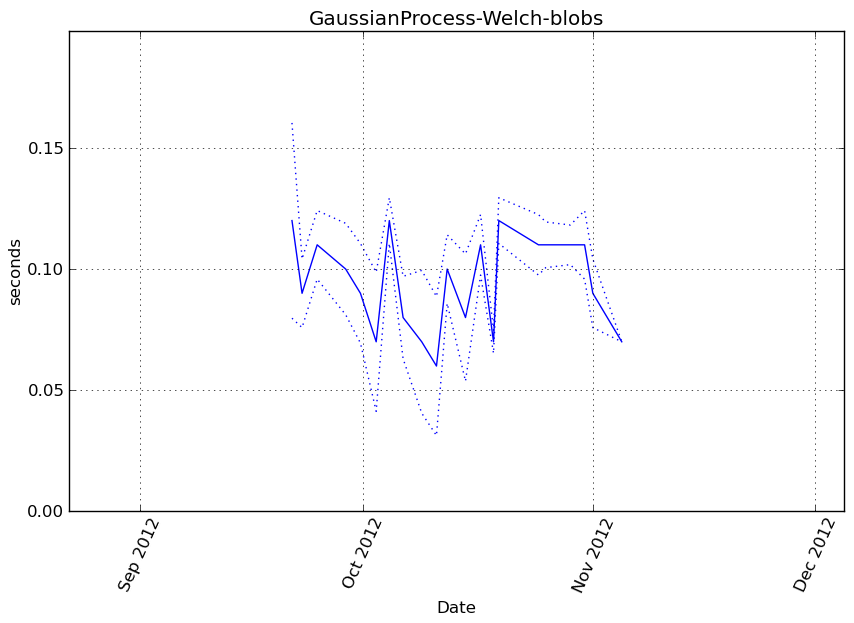 GaussianProcess-Welch-blobs
seconds
0.15
0.10
0.05
0.00
Sep 2012
Oct 2012
Nov 2012
Dec 2012
Date